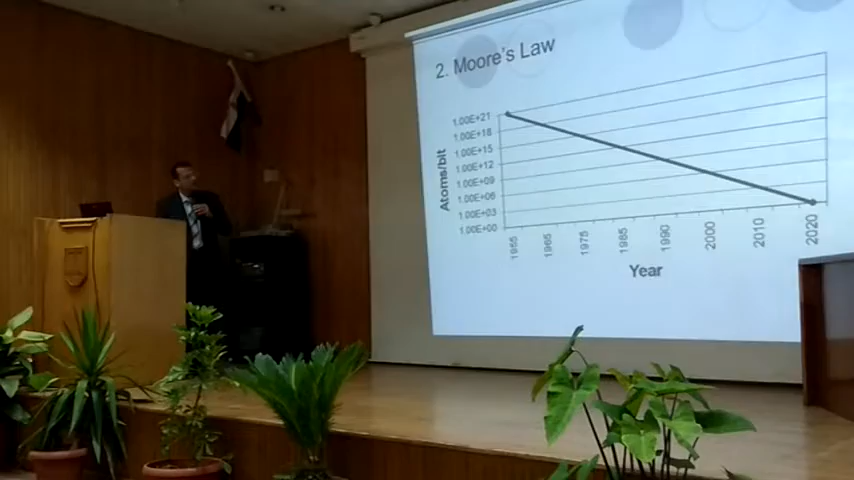 2. Moore's Law
Atoms/bit
1.00E+21
1.00E+18
1.00E+15
1.00E+12
1.00E+09
1.00E+06
1.00E+03
1.00E+00
1955
1965
1975
1985
1990
2000
2010
2020
Year